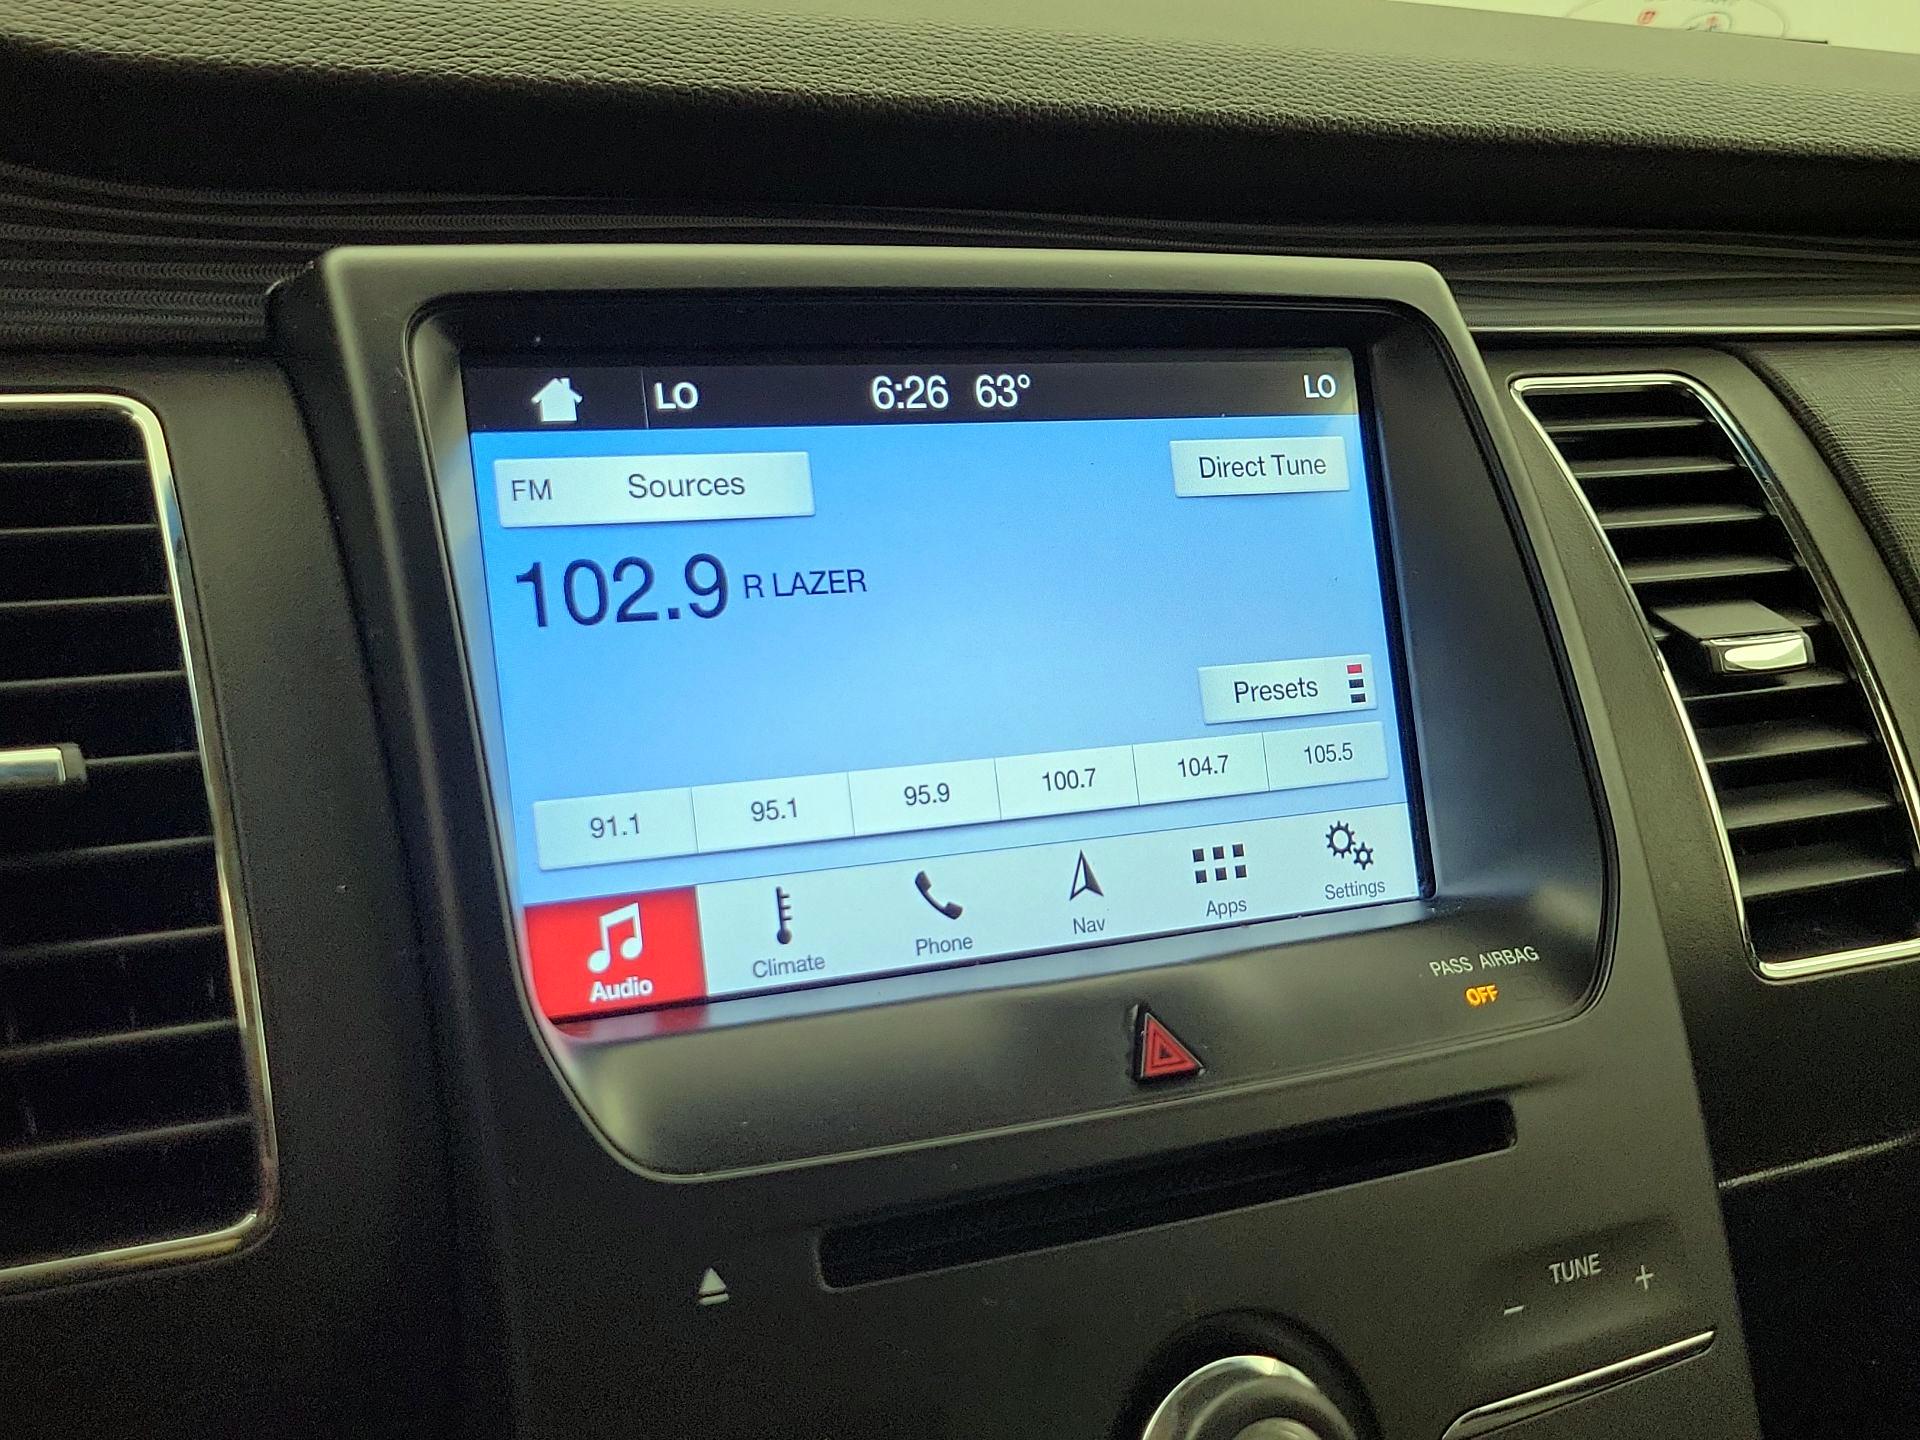 LO 6:26 63° LO
FM Sources Direct Tune
102.9 R LAZER
Presets
91.1 95.1 95.9 100.7 104.7 105.5
Audio Climate Phone Nav Apps Settings
PASS AIRBAG
OFF
TUNE
- +